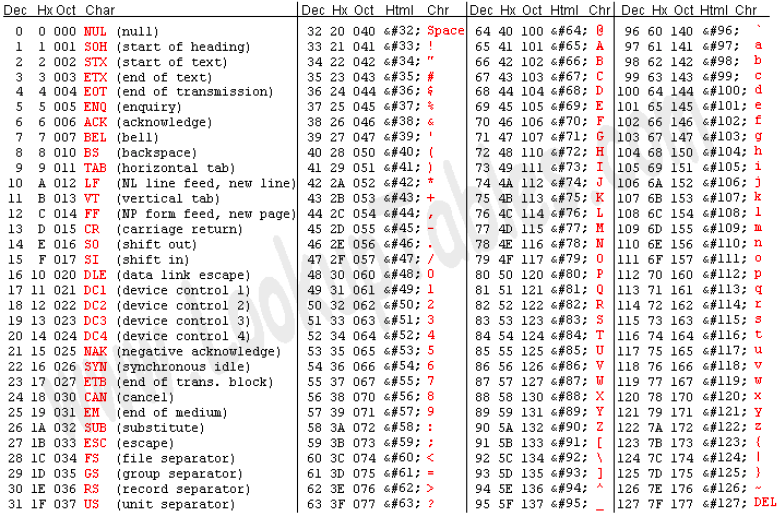 Dec Hx Oct Char Dec Hx Oct Html Chr Dec Hx Oct Html Chr Dec Hx Oct Html Chr
0 0 000 NUL (null) 32 20 040 &#32; Space 64 40 100 &#64; @ 96 60 140 &#96; `
1 1 001 SOH (start of heading) 33 21 041 &#33; ! 65 41 101 &#65; A 97 61 141 &#97; a
2 2 002 STX (start of text) 34 22 042 &#34; " 66 42 102 &#66; B 98 62 142 &#98; b
3 3 003 ETX (end of text) 35 23 043 &#35; # 67 43 103 &#67; C 99 63 143 &#99; c
4 4 004 EOT (end of transmission) 36 24 044 &#36; $ 68 44 104 &#68; D 100 64 144 &#100; d
5 5 005 ENQ (enquiry) 37 25 045 &#37; % 69 45 105 &#69; E 101 65 145 &#101; e
6 6 006 ACK (acknowledge) 38 26 046 &#38; & 70 46 106 &#70; F 102 66 146 &#102; f
7 7 007 BEL (bell) 39 27 047 &#39; ' 71 47 107 &#71; G 103 67 147 &#103; g
8 8 010 BS (backspace) 40 28 050 &#40; ( 72 48 110 &#72; H 104 68 150 &#104; h
9 9 011 TAB (horizontal tab) 41 29 051 &#41; ) 73 49 111 &#73; I 105 69 151 &#105; i
10 A 012 LF (NL line feed, new line) 42 2A 052 &#42; * 74 4A 112 &#74; J 106 6A 152 &#106; j
11 B 013 VT (vertical tab) 43 2B 053 &#43; + 75 4B 113 &#75; K 107 6B 153 &#107; k
12 C 014 FF (NP form feed, new page) 44 2C 054 &#44; , 76 4C 114 &#76; L 108 6C 154 &#108; l
13 D 015 CR (carriage return) 45 2D 055 &#45; - 77 4D 115 &#77; M 109 6D 155 &#109; m
14 E 016 SO (shift out) 46 2E 056 &#46; . 78 4E 116 &#78; N 110 6E 156 &#110; n
15 F 017 SI (shift in) 47 2F 057 &#47; / 79 4F 117 &#79; O 111 6F 157 &#111; o
16 10 020 DLE (data link escape) 48 30 060 &#48; 0 80 50 120 &#80; P 112 70 160 &#112; p
17 11 021 DC1 (device control 1) 49 31 061 &#49; 1 81 51 121 &#81; Q 113 71 161 &#113; q
18 12 022 DC2 (device control 2) 50 32 062 &#50; 2 82 52 122 &#82; R 114 72 162 &#114; r
19 13 023 DC3 (device control 3) 51 33 063 &#51; 3 83 53 123 &#83; S 115 73 163 &#115; s
20 14 024 DC4 (device control 4) 52 34 064 &#52; 4 84 54 124 &#84; T 116 74 164 &#116; t
21 15 025 NAK (negative acknowledge) 53 35 065 &#53; 5 85 55 125 &#85; U 117 75 165 &#117; u
22 16 026 SYN (synchronous idle) 54 36 066 &#54; 6 86 56 126 &#86; V 118 76 166 &#118; v
23 17 027 ETB (end of trans. block) 55 37 067 &#55; 7 87 57 127 &#87; W 119 77 167 &#119; w
24 18 030 CAN (cancel) 56 38 070 &#56; 8 88 58 130 &#88; X 120 78 170 &#120; x
25 19 031 EM (end of medium) 57 39 071 &#57; 9 89 59 131 &#89; Y 121 79 171 &#121; y
26 1A 032 SUB (substitute) 58 3A 072 &#58; : 90 5A 132 &#90; Z 122 7A 172 &#122; z
27 1B 033 ESC (escape) 59 3B 073 &#59; ; 91 5B 133 &#91; [ 123 7B 173 &#123; {
28 1C 034 FS (file separator) 60 3C 074 &#60; < 92 5C 134 &#92; \ 124 7C 174 &#124; |
29 1D 035 GS (group separator) 61 3D 075 &#61; = 93 5D 135 &#93; ] 125 7D 175 &#125; }
30 1E 036 RS (record separator) 62 3E 076 &#62; > 94 5E 136 &#94; ^ 126 7E 176 &#126; ~
31 1F 037 US (unit separator) 63 3F 077 &#63; ? 95 5F 137 &#95; _ 127 7F 177 &#127; DEL
www.LookupTables.com